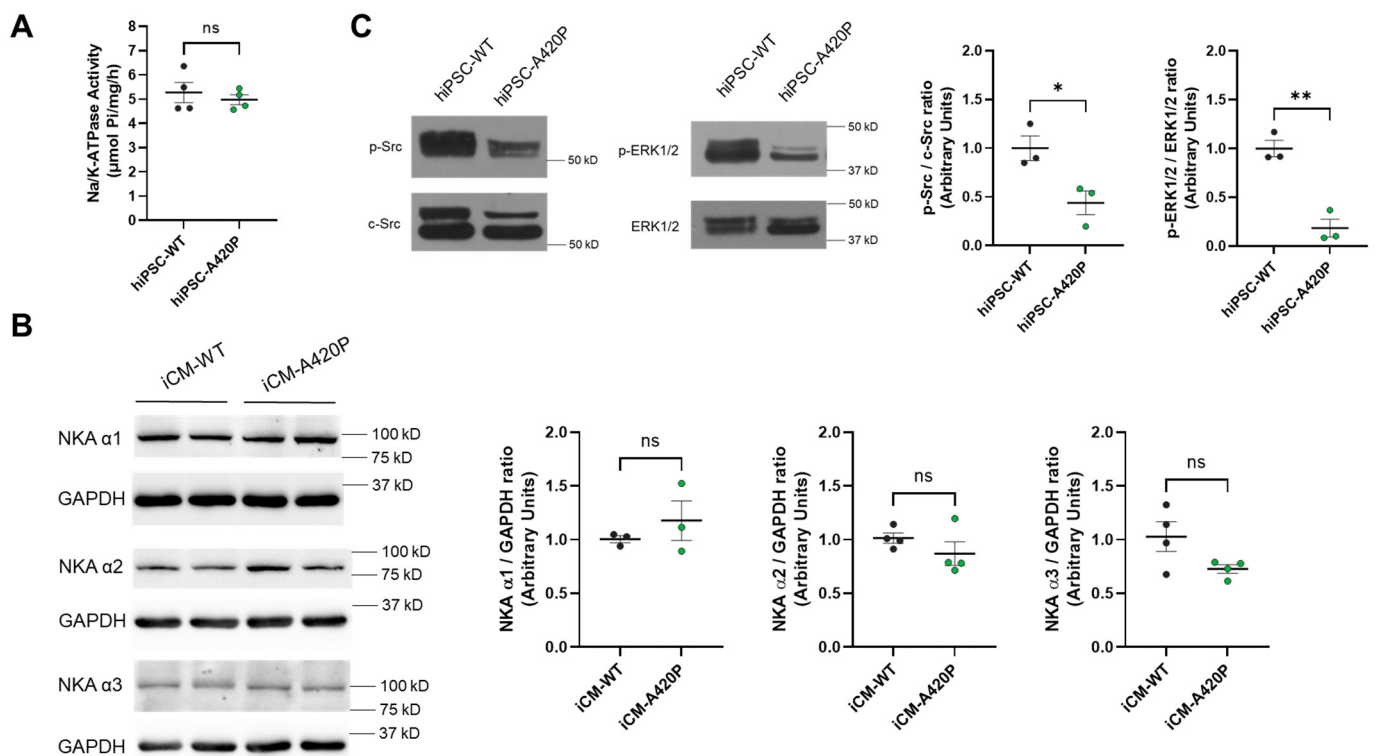 A
Na/K-ATPase Activity
(µmol Pi/mg/h)
8
7
6
5
4
3
2
1
0
ns
hiPSC-WT
hiPSC-A420P
C
hiPSC-WT
hiPSC-A420P
p-Src
50 kD
c-Src
50 kD
hiPSC-WT
hiPSC-A420P
p-ERK1/2
50 kD
37 kD
ERK1/2
50 kD
37 kD
p-Src / c-Src ratio
(Arbitrary Units)
2.0
1.5
1.0
0.5
0.0
*
hiPSC-WT
hiPSC-A420P
p-ERK1/2 / ERK1/2 ratio
(Arbitrary Units)
2.0
1.5
1.0
0.5
0.0
**
hiPSC-WT
hiPSC-A420P
B
iCM-WT
iCM-A420P
NKA α1
100 kD
75 kD
GAPDH
37 kD
NKA α2
100 kD
75 kD
GAPDH
37 kD
NKA α3
100 kD
75 kD
GAPDH
37 kD
NKA α1 / GAPDH ratio
(Arbitrary Units)
2.0
1.5
1.0
0.5
0.0
ns
iCM-WT
iCM-A420P
NKA α2 / GAPDH ratio
(Arbitrary Units)
2.0
1.5
1.0
0.5
0.0
ns
iCM-WT
iCM-A420P
NKA α3 / GAPDH ratio
(Arbitrary Units)
2.0
1.5
1.0
0.5
0.0
ns
iCM-WT
iCM-A420P